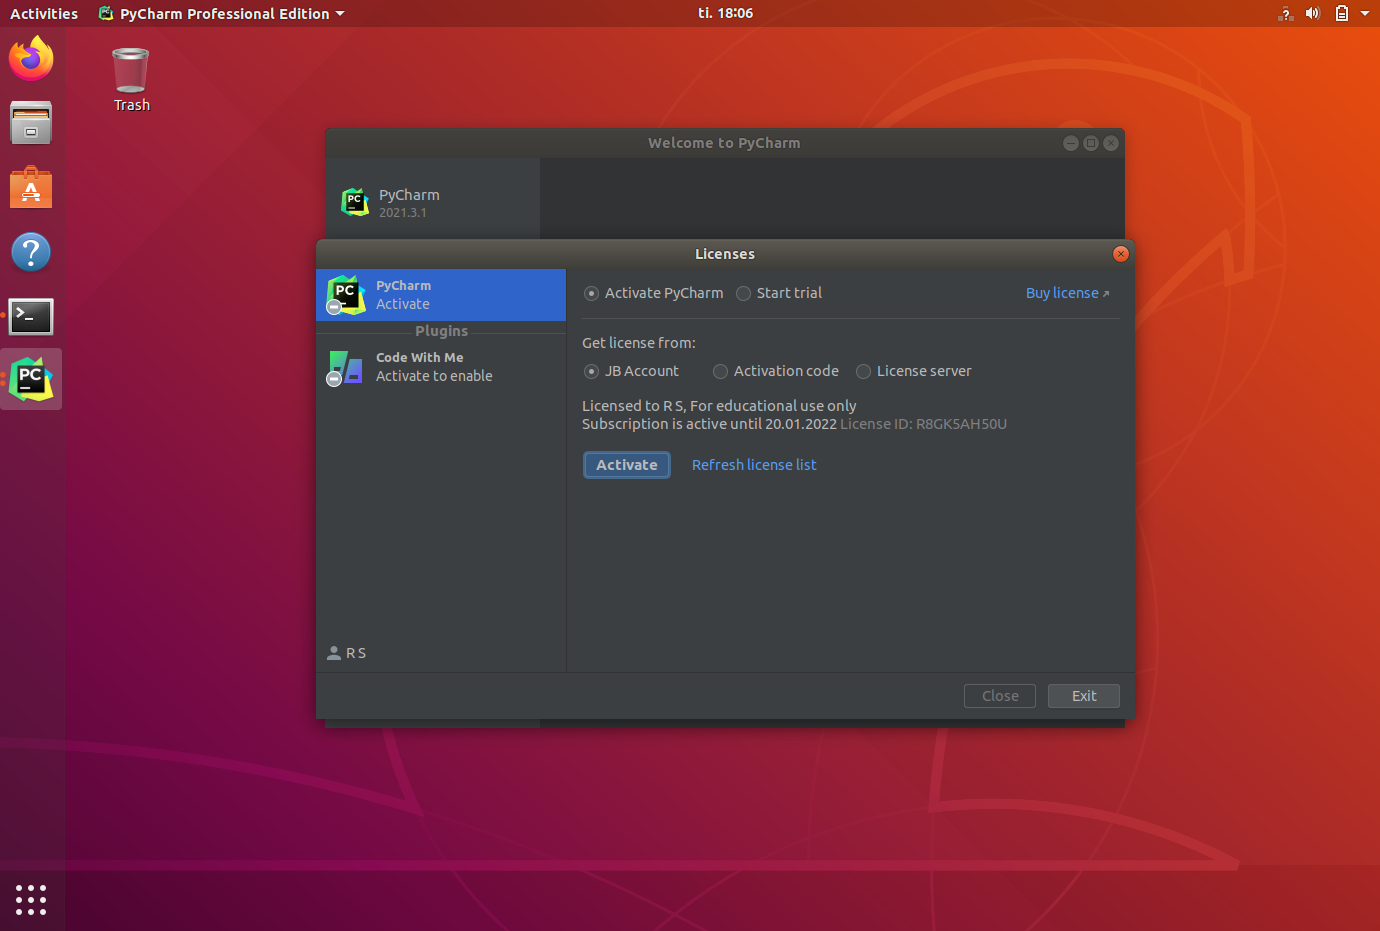 Activities PyCharm Professional Edition ti. 18:06
Trash
Welcome to PyCharm
PC PyCharm
2021.3.1
Licenses
PC PyCharm
Activate
Activate PyCharm Start trial Buy license
Plugins
Code With Me
Activate to enable
Get license from:
JB Account Activation code License server
Licensed to R S, For educational use only
Subscription is active until 20.01.2022 License ID: R8GK5AH50U
Activate Refresh license list
PC
R S
Close Exit